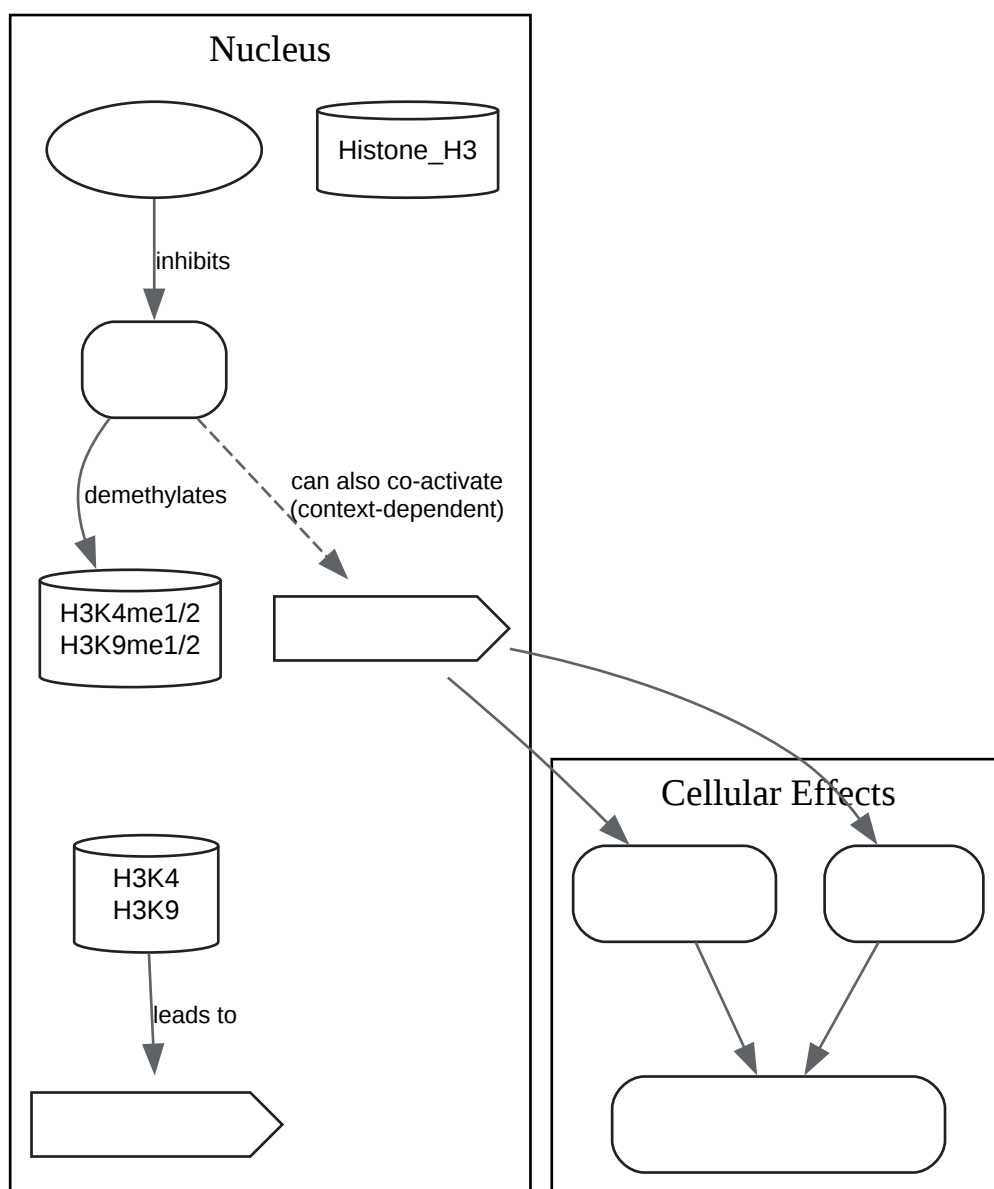 Nucleus
Histone_H3
inhibits
can also co-activate
(context-dependent)
demethylates
H3K4me1/2
H3K9me1/2
Cellular Effects
H3K4
H3K9
leads to